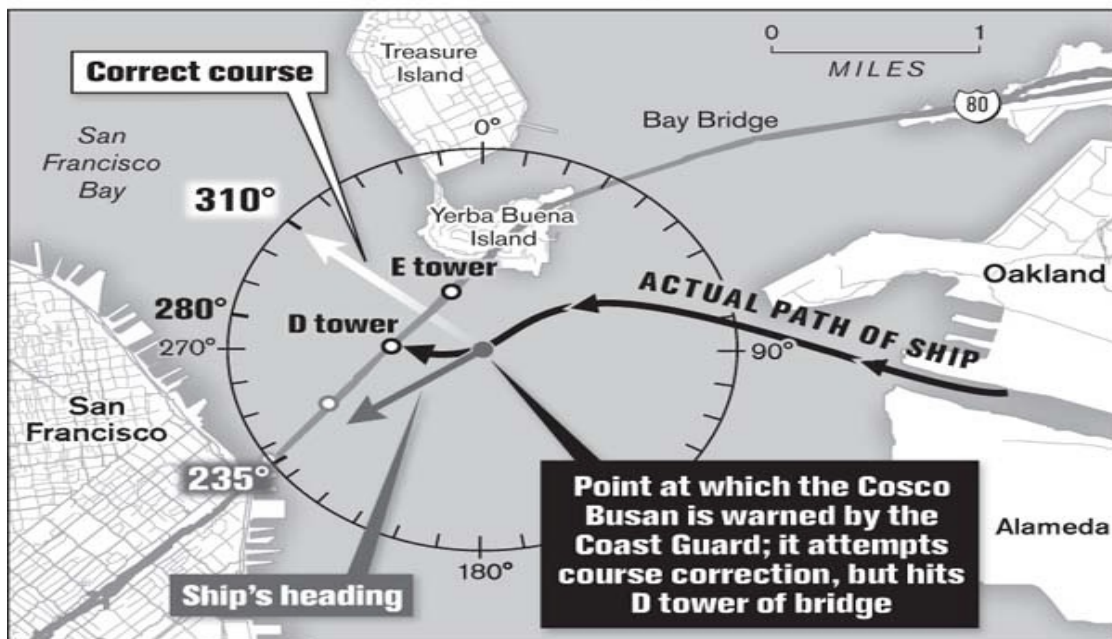 0 1
MILES
Treasure
Island
Correct course
80
Bay Bridge
San
Francisco
Bay
0°
310°
Yerba Buena
Island
Oakland
E tower
ACTUAL PATH OF SHIP
280°
D tower
270°
90°
San
Francisco
235°
Point at which the Cosco
Busan is warned by the
Coast Guard; it attempts
course correction, but hits
D tower of bridge
Alameda
180°
Ship's heading